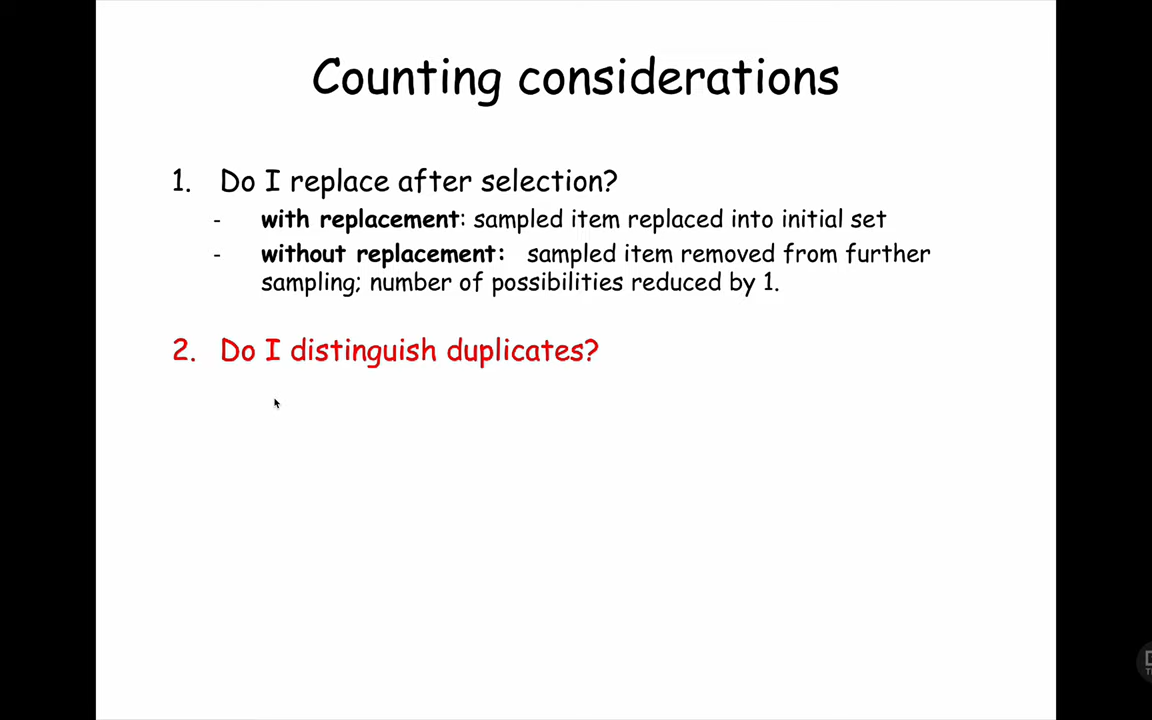 Counting considerations
1. Do I replace after selection?
- with replacement: sampled item replaced into initial set
- without replacement: sampled item removed from further
sampling; number of possibilities reduced by 1.
2. Do I distinguish duplicates?